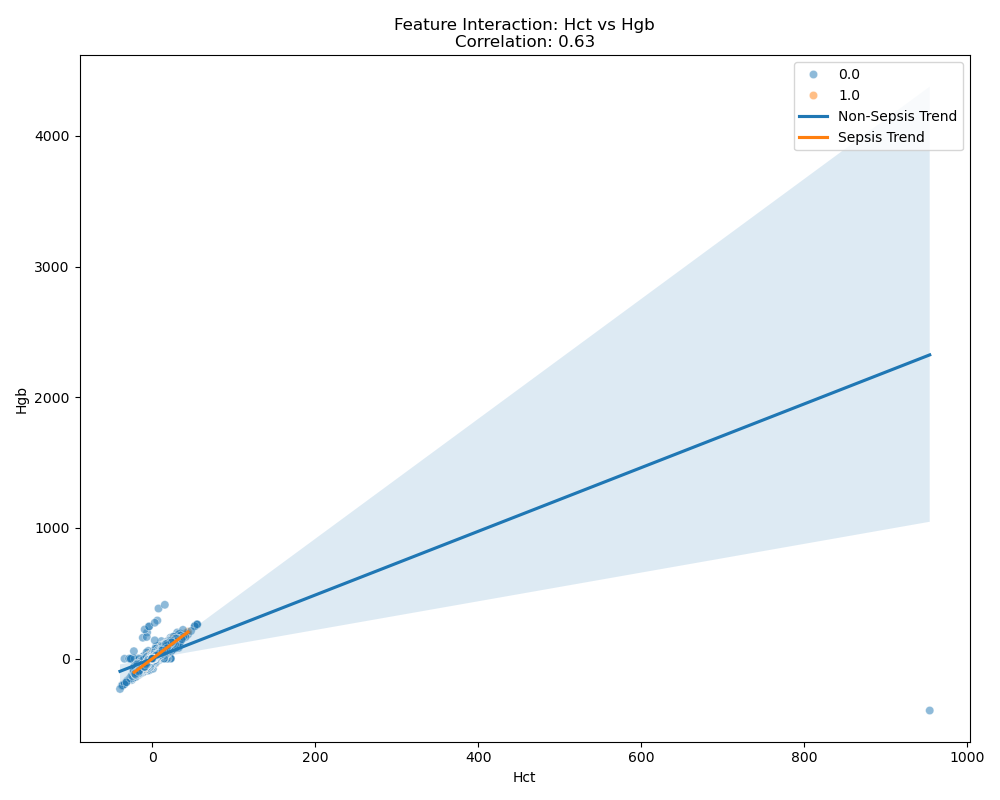 Feature Interaction: Hct vs Hgb
Correlation: 0.63
0.0
1.0
Non-Sepsis Trend
Sepsis Trend
4000
3000
2000
1000
0
Hgb
0
200
400
600
800
1000
Hct